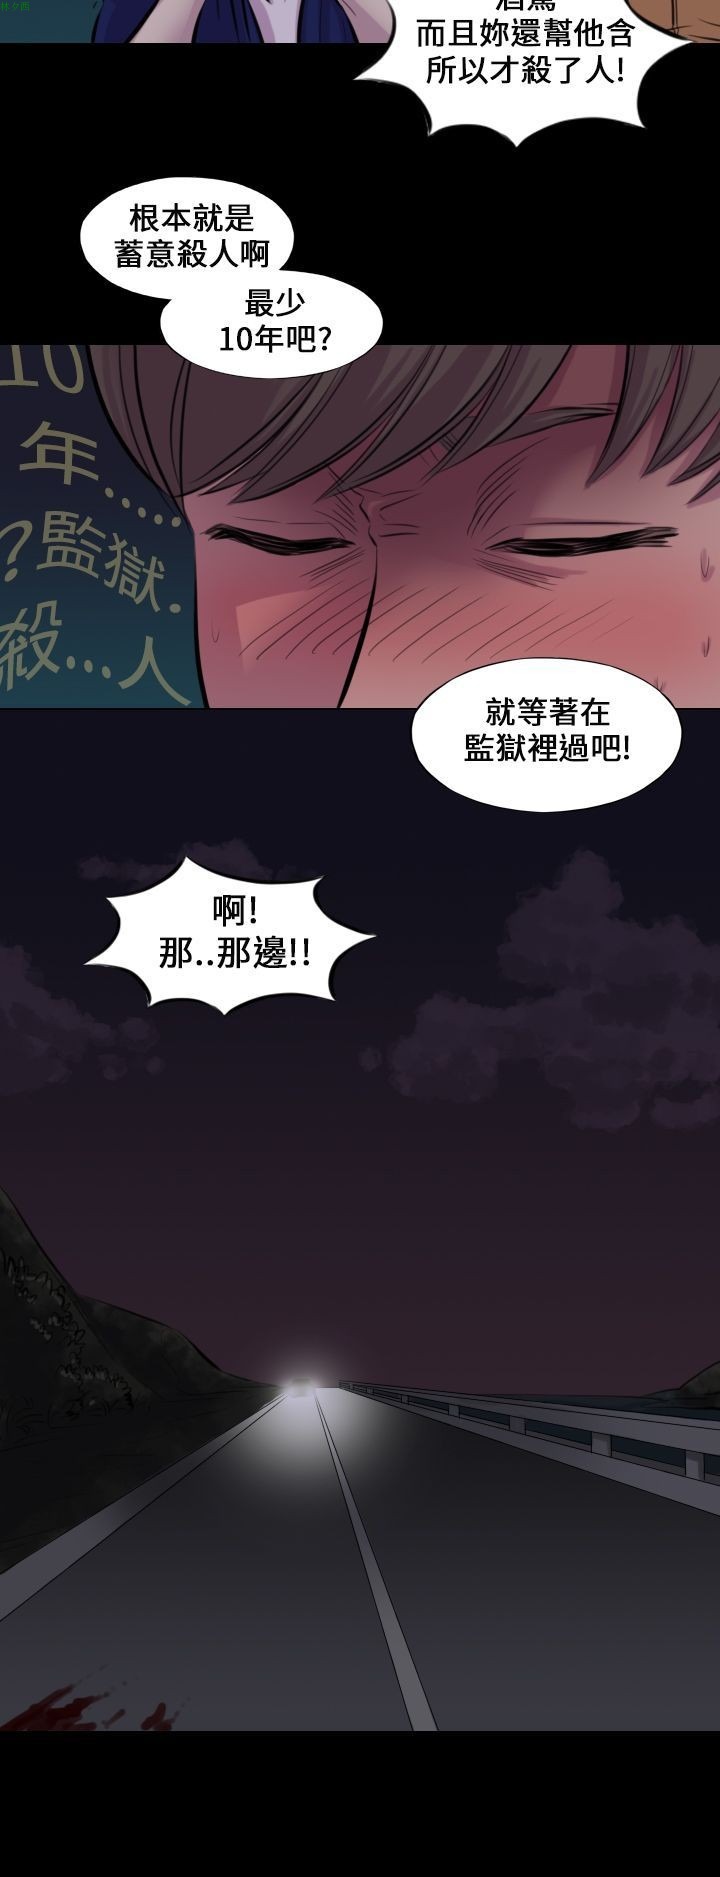 而且妳還幫他含
所以才殺了人!
根本就是
蓄意殺人啊
最少
10年吧?
10
年.....
?監獄.
殺...人
就等著在
監獄裡過吧!
啊!
那..那邊!!